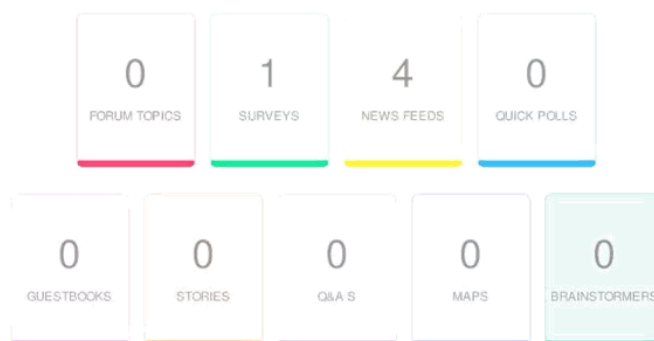 0 1 4 0
FORUM TOPICS SURVEYS NEWS FEEDS QUICK POLLS
0 0 0 0 0
GUESTBOOKS STORIES Q&A S MAPS BRAINSTORMERS